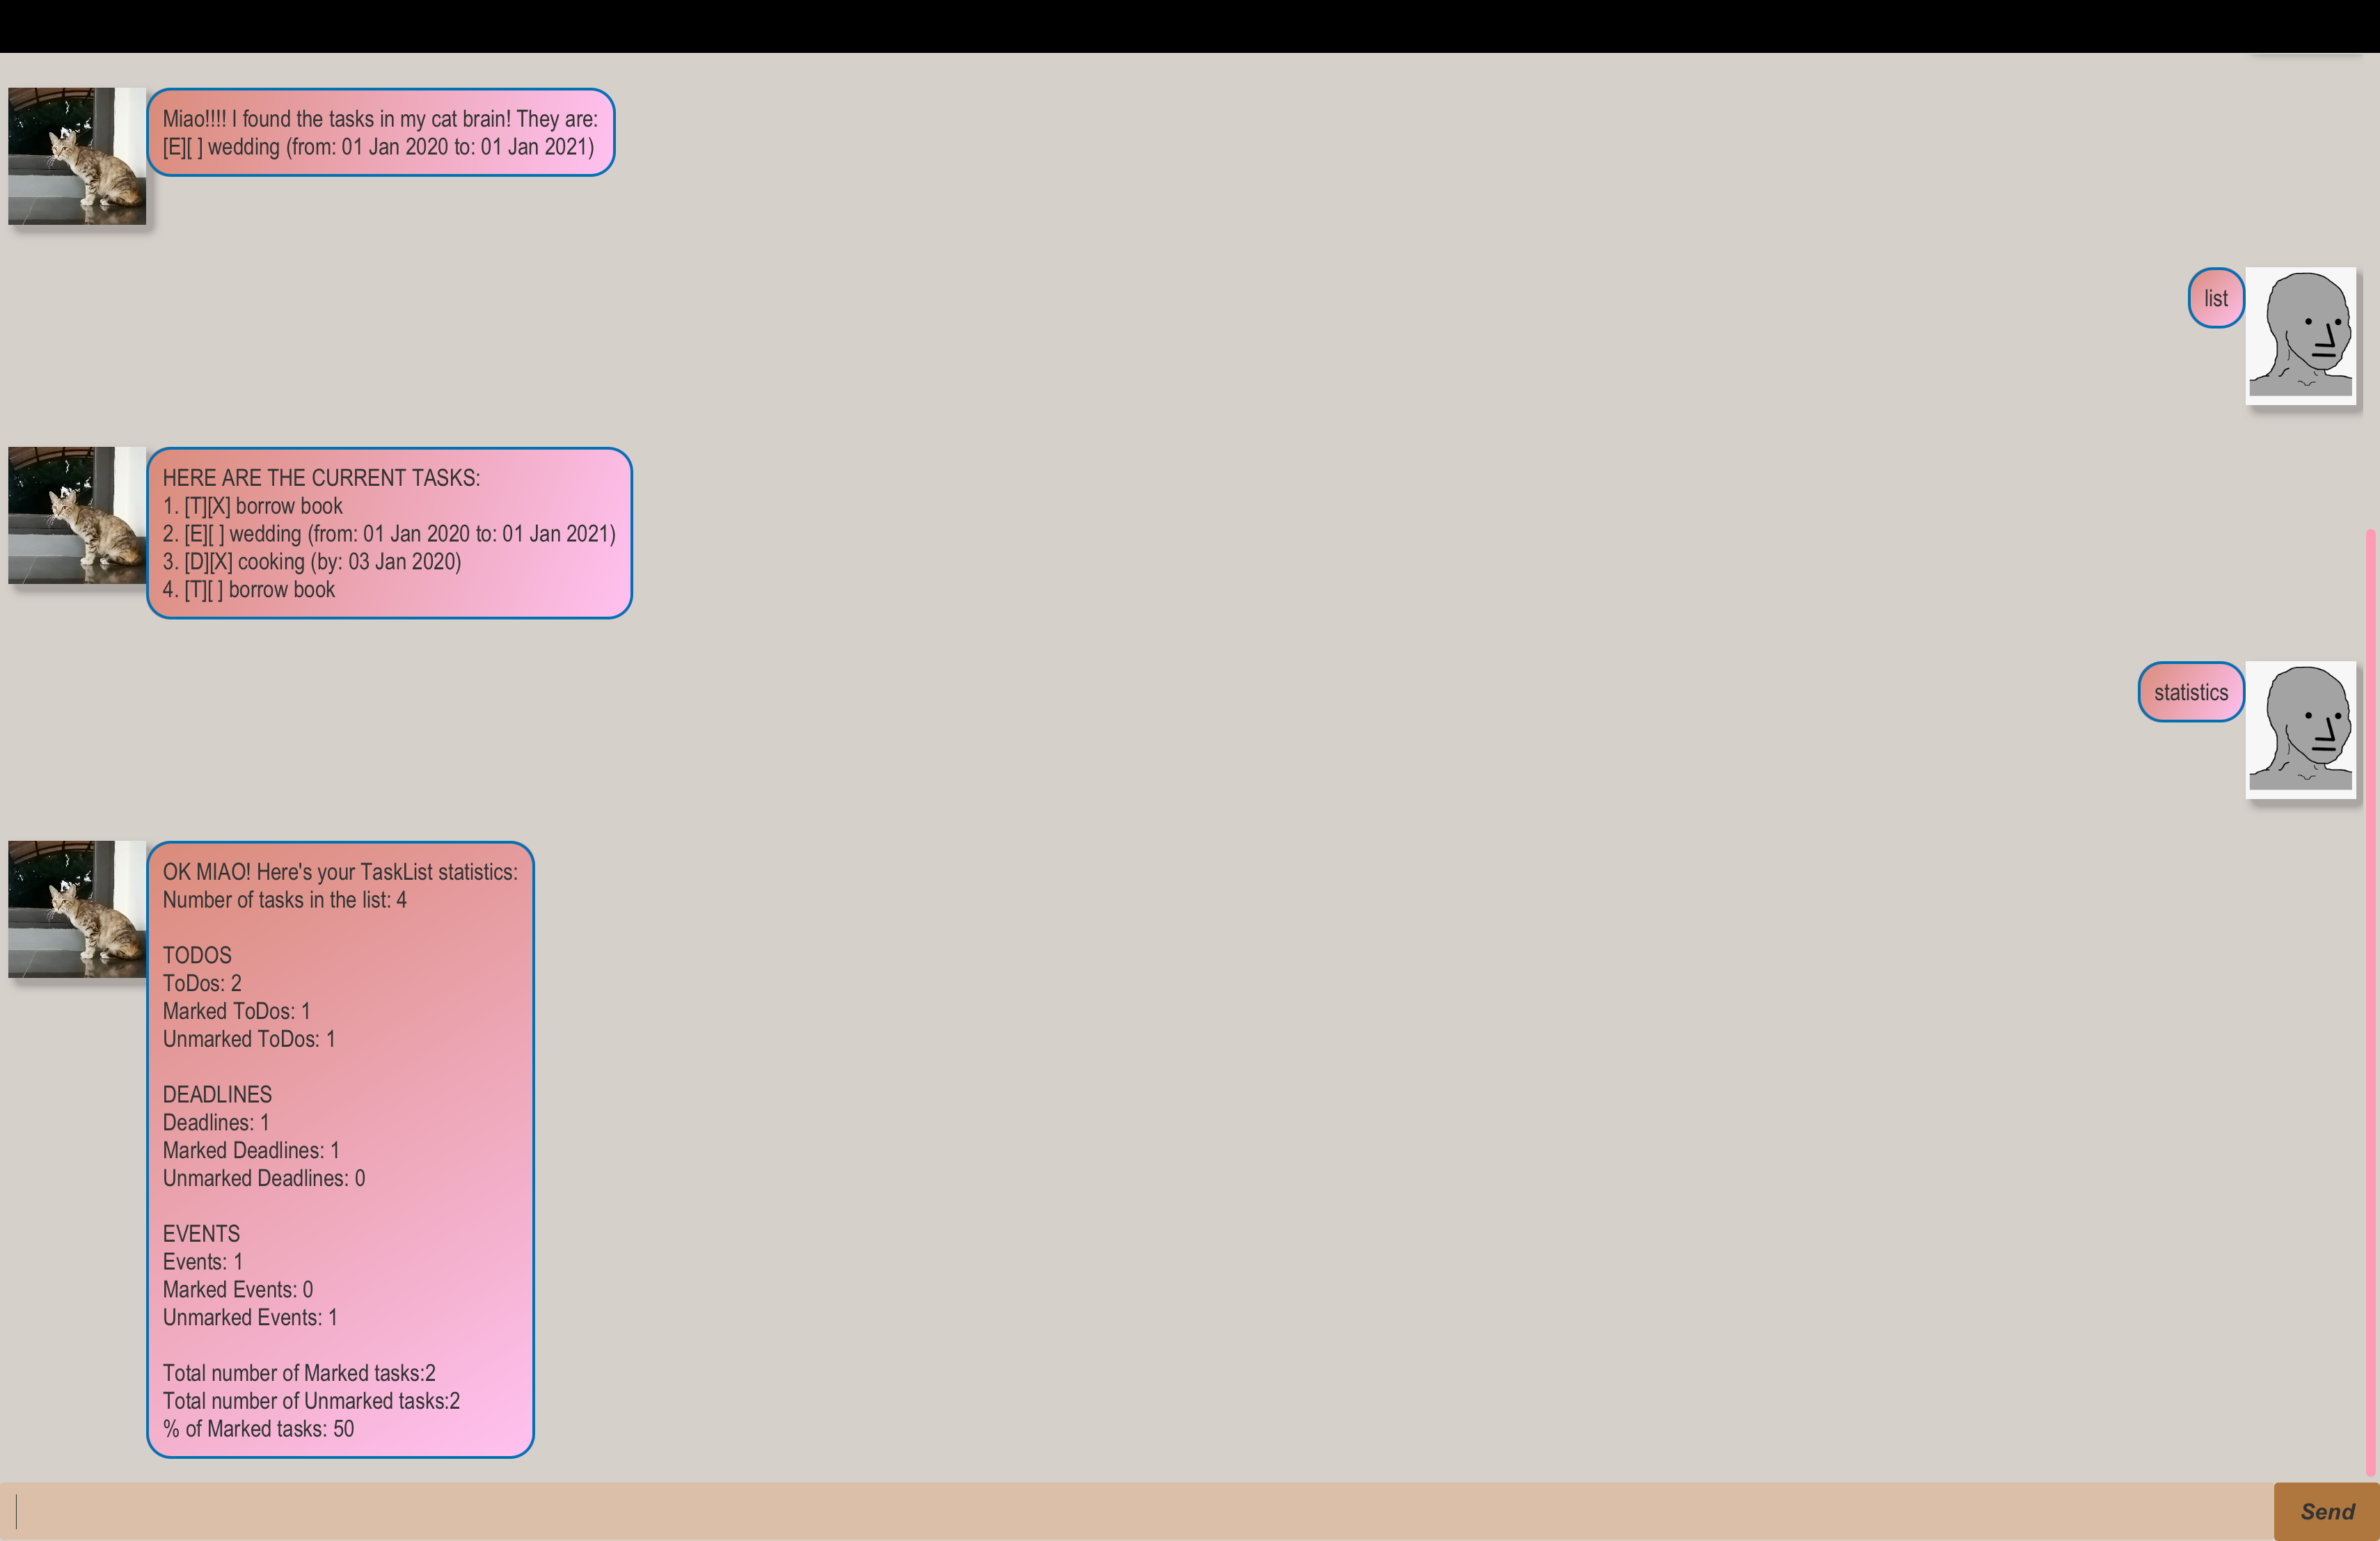 Miao!!!! I found the tasks in my cat brain! They are:
[E][ ] wedding (from: 01 Jan 2020 to: 01 Jan 2021)
list
HERE ARE THE CURRENT TASKS:
1. [T][X] borrow book
2. [E][ ] wedding (from: 01 Jan 2020 to: 01 Jan 2021)
3. [D][X] cooking (by: 03 Jan 2020)
4. [T][ ] borrow book
statistics
OK MIAO! Here's your TaskList statistics:
Number of tasks in the list: 4
TODOS
ToDos: 2
Marked ToDos: 1
Unmarked ToDos: 1
DEADLINES
Deadlines: 1
Marked Deadlines: 1
Unmarked Deadlines: 0
EVENTS
Events: 1
Marked Events: 0
Unmarked Events: 1
Total number of Marked tasks:2
Total number of Unmarked tasks:2
% of Marked tasks: 50
Send